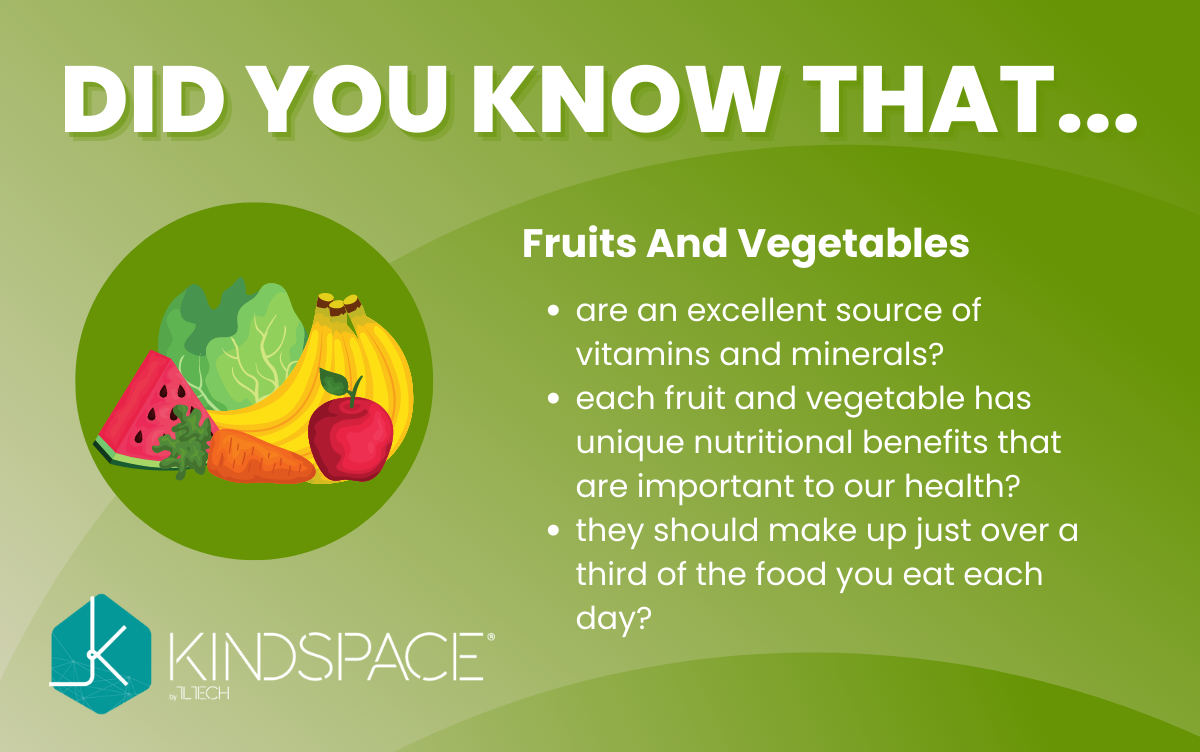 DID YOU KNOW THAT...
Fruits And Vegetables
• are an excellent source of
vitamins and minerals?
• each fruit and vegetable has
unique nutritional benefits that
are important to our health?
• they should make up just over a
third of the food you eat each
day?
KINDSPACE®
by TLTECH